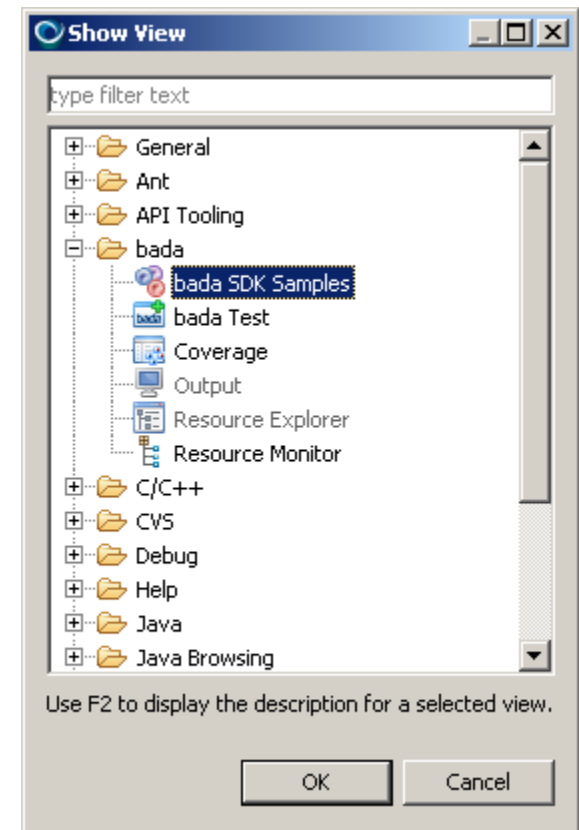 Show View
type filter text
General
Ant
API Tooling
bada
bada SDK Samples
bada Test
Coverage
Output
Resource Explorer
Resource Monitor
C/C++
CVS
Debug
Help
Java
Java Browsing
Use F2 to display the description for a selected view.
OK Cancel